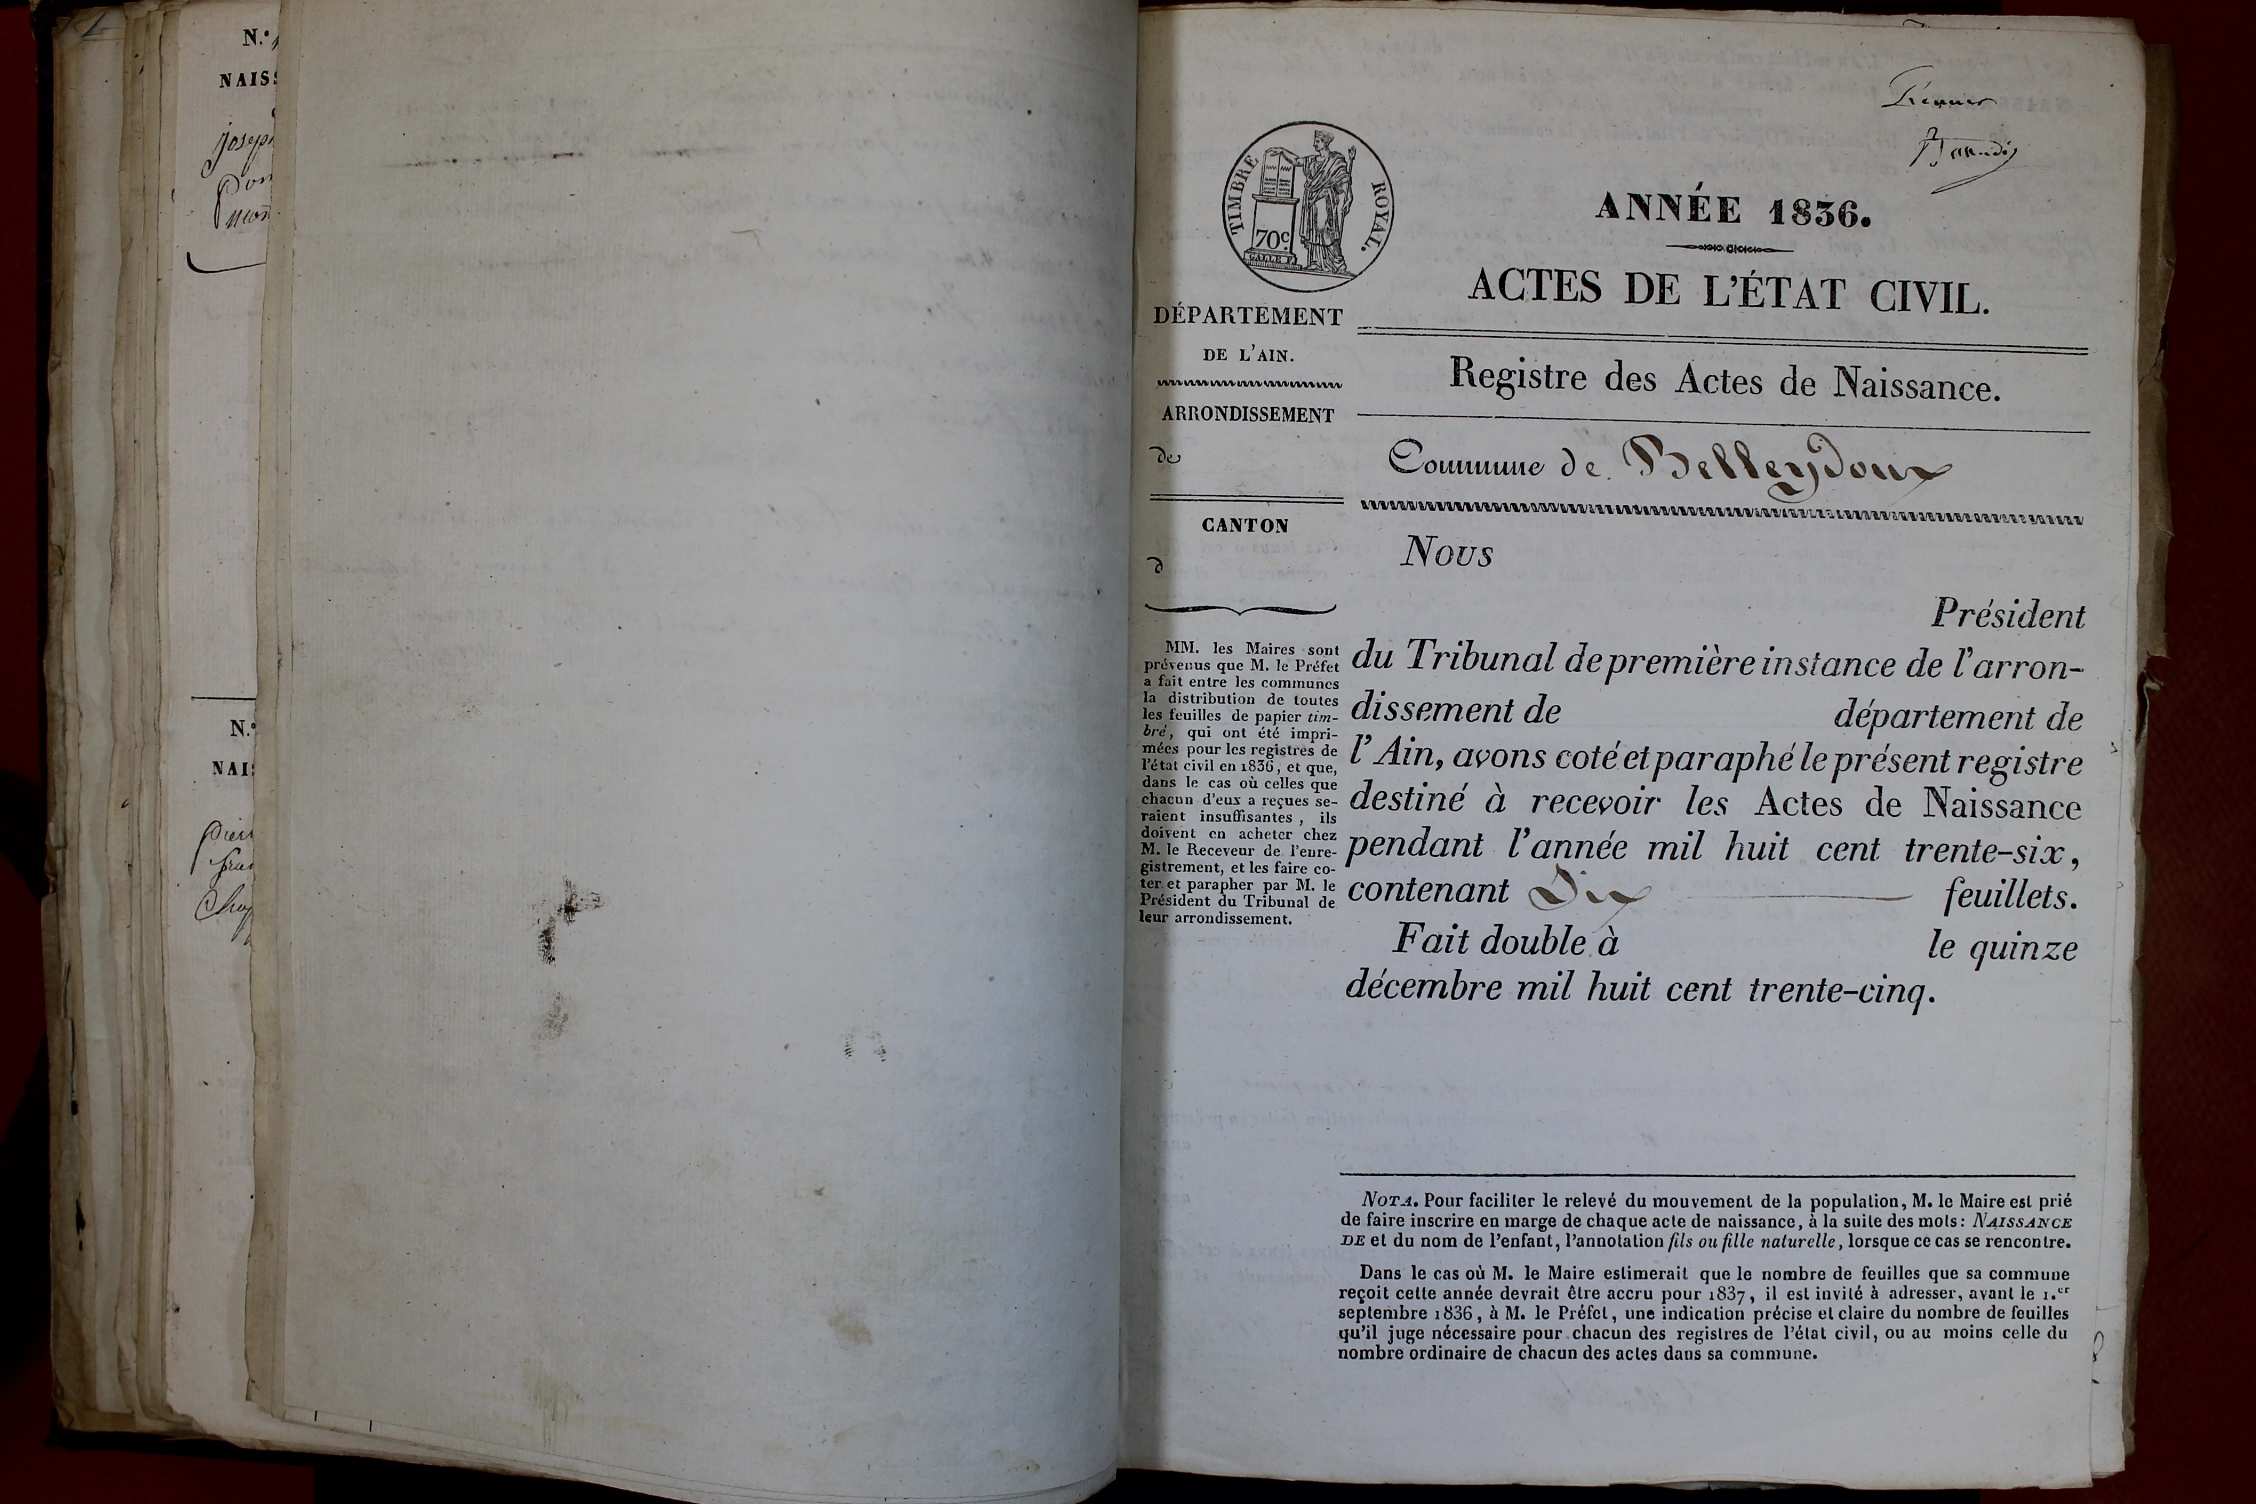 N.º
NAISS
Joseph
N.º
NAI
TIMBRE ROYAL.
70c.
Premier
ANNÉE 1836.
ACTES DE L'ÉTAT CIVIL.
DÉPARTEMENT
DE L'AIN.
ARRONDISSEMENT
de
CANTON
d
MM. les Maires sont
prévenus que M. le Préfet
a fait entre les communes
la distribution de toutes
les feuilles de papier tim-
bré, qui ont été impri-
mées pour les registres de
l'état civil en 1836, et que,
dans le cas où celles que
chacun d'eux a reçues se-
raient insuffisantes, ils
doivent en acheter chez
M. le Receveur de l'enre-
gistrement, et les faire co-
ter et parapher par M. le
Président du Tribunal de
leur arrondissement.
Registre des Actes de Naissance.
Commune de Belleydoux
Nous
Président
du Tribunal de première instance de l'arron-
dissement de département de
l'Ain, avons coté et paraphé le présent registre
destiné à recevoir les Actes de Naissance
pendant l'année mil huit cent trente-six,
contenant Dix feuillets.
Fait double à le quinze
décembre mil huit cent trente-cinq.
NOTA. Pour faciliter le relevé du mouvement de la population, M. le Maire est prié
de faire inscrire en marge de chaque acte de naissance, à la suite des mots: NAISSANCE
DE et du nom de l'enfant, l'annotation fils ou fille naturelle, lorsque ce cas se rencontre.
Dans le cas où M. le Maire estimerait que le nombre de feuilles que sa commune
reçoit cette année devrait être accru pour 1837, il est invité à adresser, avant le 1.er
septembre 1836, à M. le Préfet, une indication précise et claire du nombre de feuilles
qu'il juge nécessaire pour chacun des registres de l'état civil, ou au moins celle du
nombre ordinaire de chacun des actes dans sa commune.